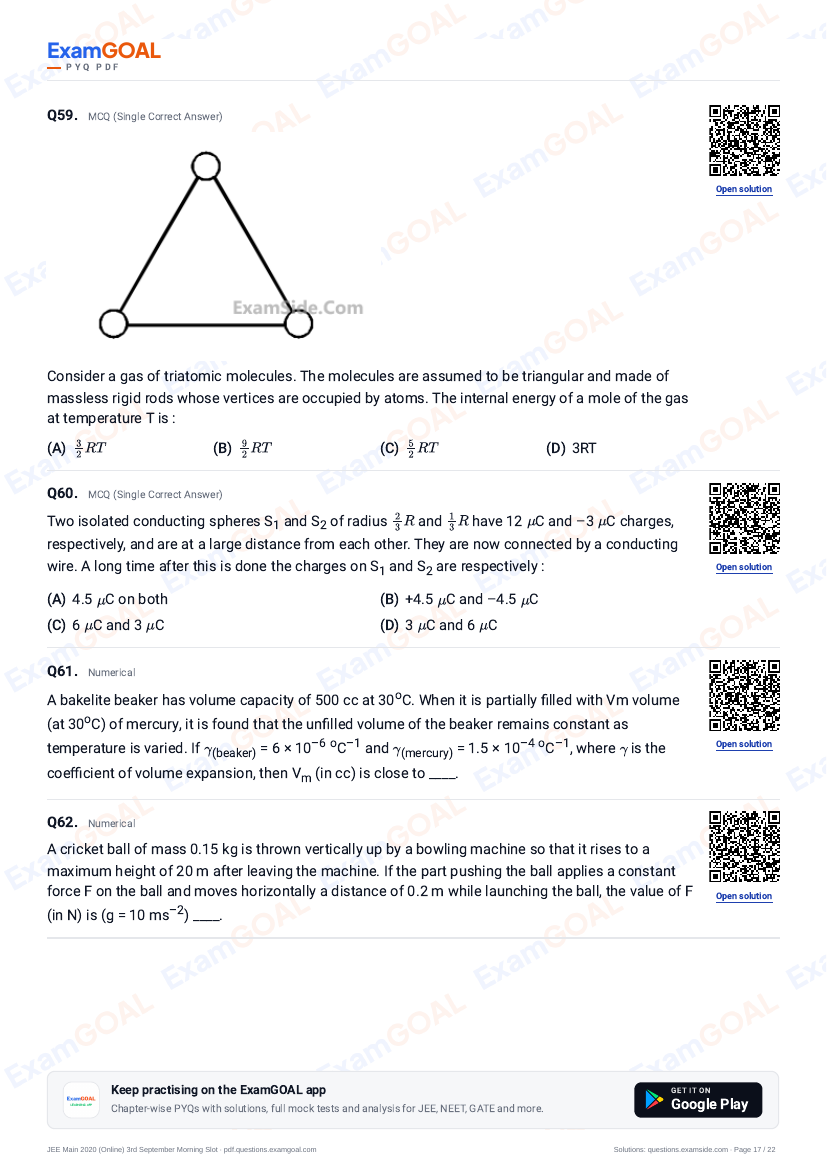 ExamGOAL
PYQ PDF
Q59. MCQ (Single Correct Answer)
Open solution
ExamSide.Com
Consider a gas of triatomic molecules. The molecules are assumed to be triangular and made of
massless rigid rods whose vertices are occupied by atoms. The internal energy of a mole of the gas
at temperature T is :
(A) $\frac{3}{2}RT$ (B) $\frac{9}{2}RT$ (C) $\frac{5}{2}RT$ (D) 3RT
Q60. MCQ (Single Correct Answer)
Open solution
Two isolated conducting spheres S₁ and S₂ of radius $\frac{2}{3}R$ and $\frac{1}{3}R$ have 12 μC and −3 μC charges,
respectively, and are at a large distance from each other. They are now connected by a conducting
wire. A long time after this is done the charges on S₁ and S₂ are respectively :
(A) 4.5 μC on both (B) +4.5 μC and −4.5 μC
(C) 6 μC and 3 μC (D) 3 μC and 6 μC
Q61. Numerical
Open solution
A bakelite beaker has volume capacity of 500 cc at 30°C. When it is partially filled with Vm volume
(at 30°C) of mercury, it is found that the unfilled volume of the beaker remains constant as
temperature is varied. If γ₍beaker₎ = 6 × 10⁻⁶ °C⁻¹ and γ₍mercury₎ = 1.5 × 10⁻⁴ °C⁻¹, where γ is the
coefficient of volume expansion, then Vₘ (in cc) is close to ____.
Q62. Numerical
Open solution
A cricket ball of mass 0.15 kg is thrown vertically up by a bowling machine so that it rises to a
maximum height of 20 m after leaving the machine. If the part pushing the ball applies a constant
force F on the ball and moves horizontally a distance of 0.2 m while launching the ball, the value of F
(in N) is (g = 10 ms⁻²) ____.
Keep practising on the ExamGOAL app
Chapter-wise PYQs with solutions, full mock tests and analysis for JEE, NEET, GATE and more.
GET IT ON
Google Play
JEE Main 2020 (Online) 3rd September Morning Slot · pdf.questions.examgoal.com
Solutions: questions.examside.com · Page 17 / 22